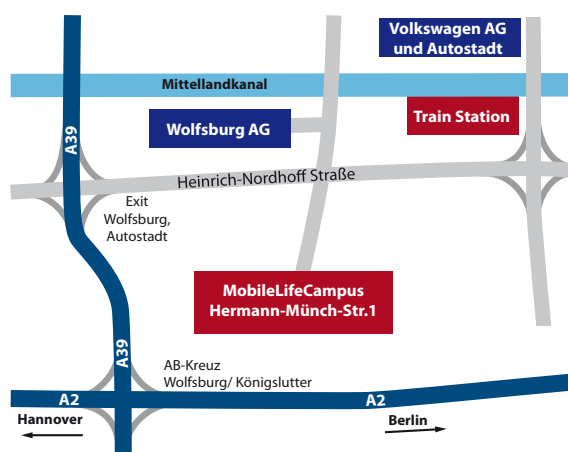 Volkswagen AG
und Autostadt
Mittellandkanal
Train Station
Wolfsburg AG
A39
Heinrich-Nordhoff Straße
Exit
Wolfsburg,
Autostadt
MobileLifeCampus
Hermann-Münch-Str.1
A39
AB-Kreuz
Wolfsburg/ Königslutter
A2
A2
Hannover
Berlin